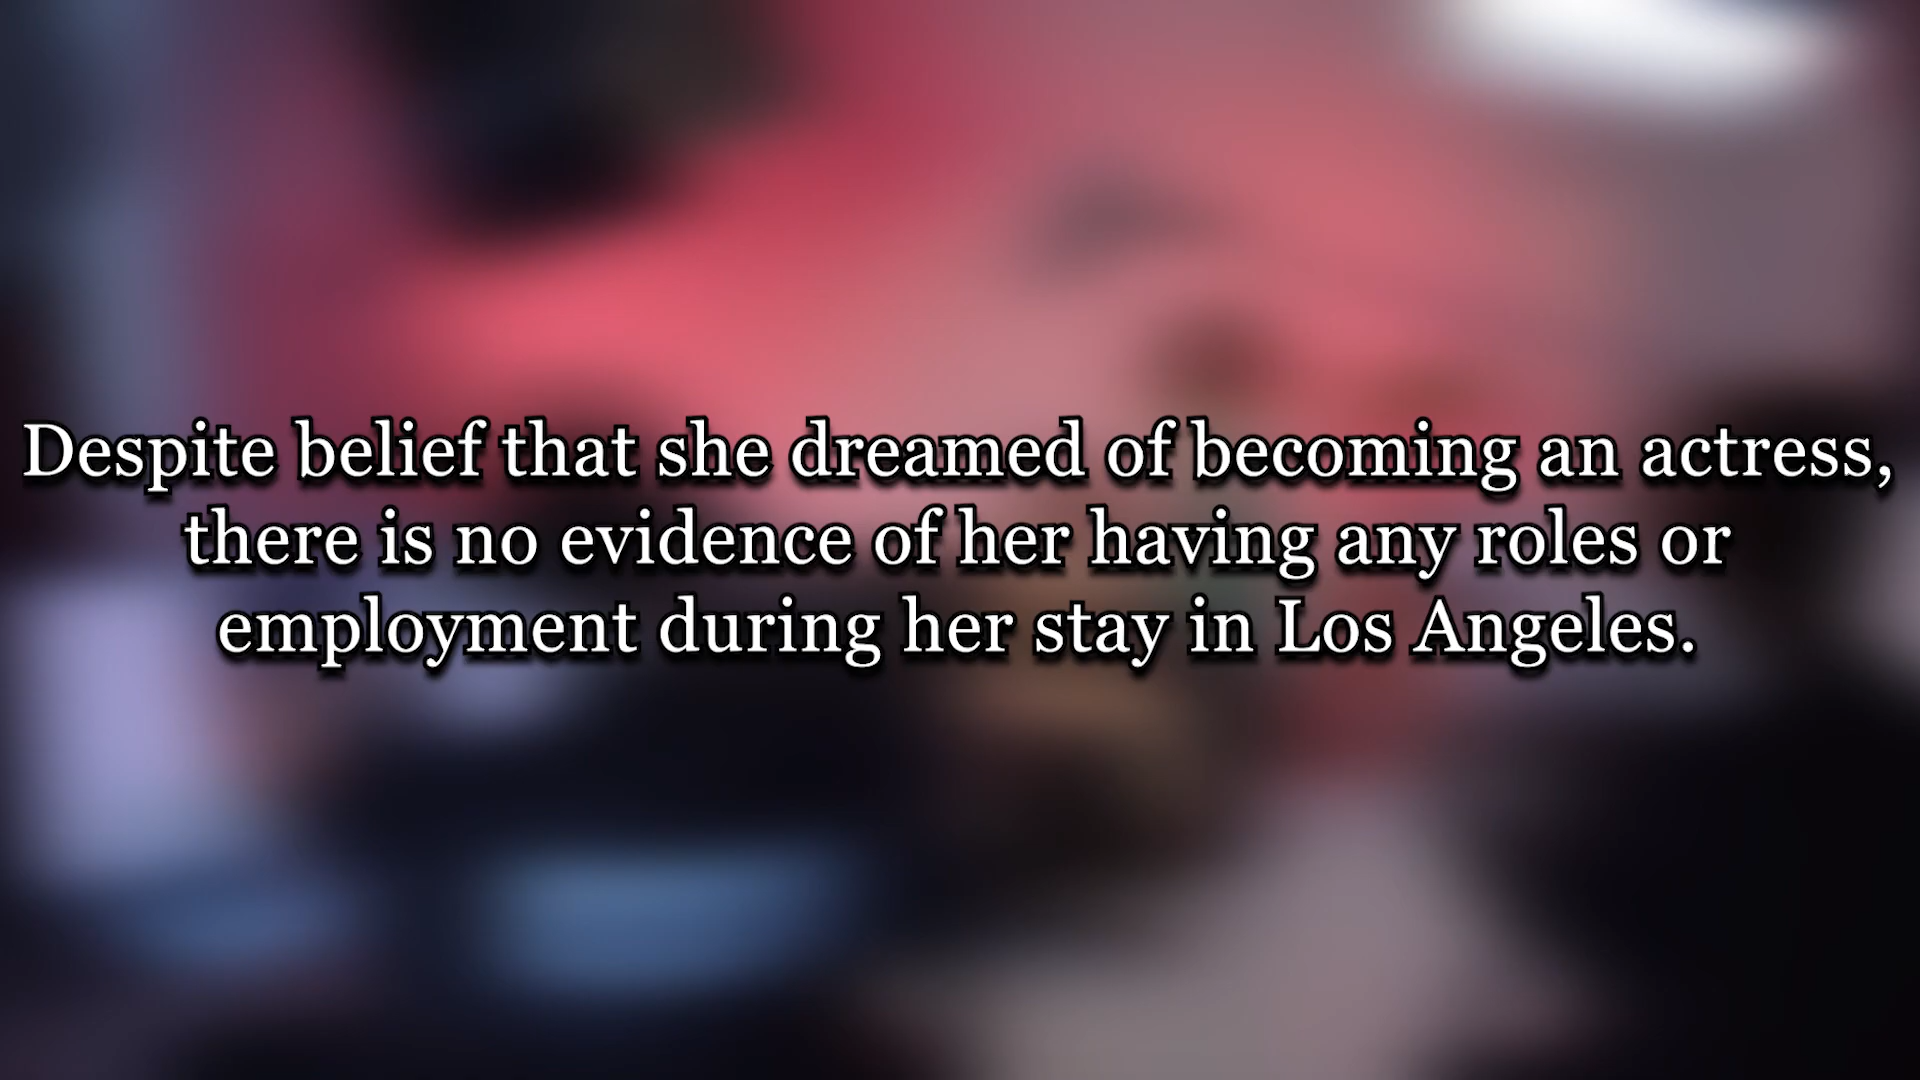 Despite belief that she dreamed of becoming an actress,
there is no evidence of her having any roles or
employment during her stay in Los Angeles.